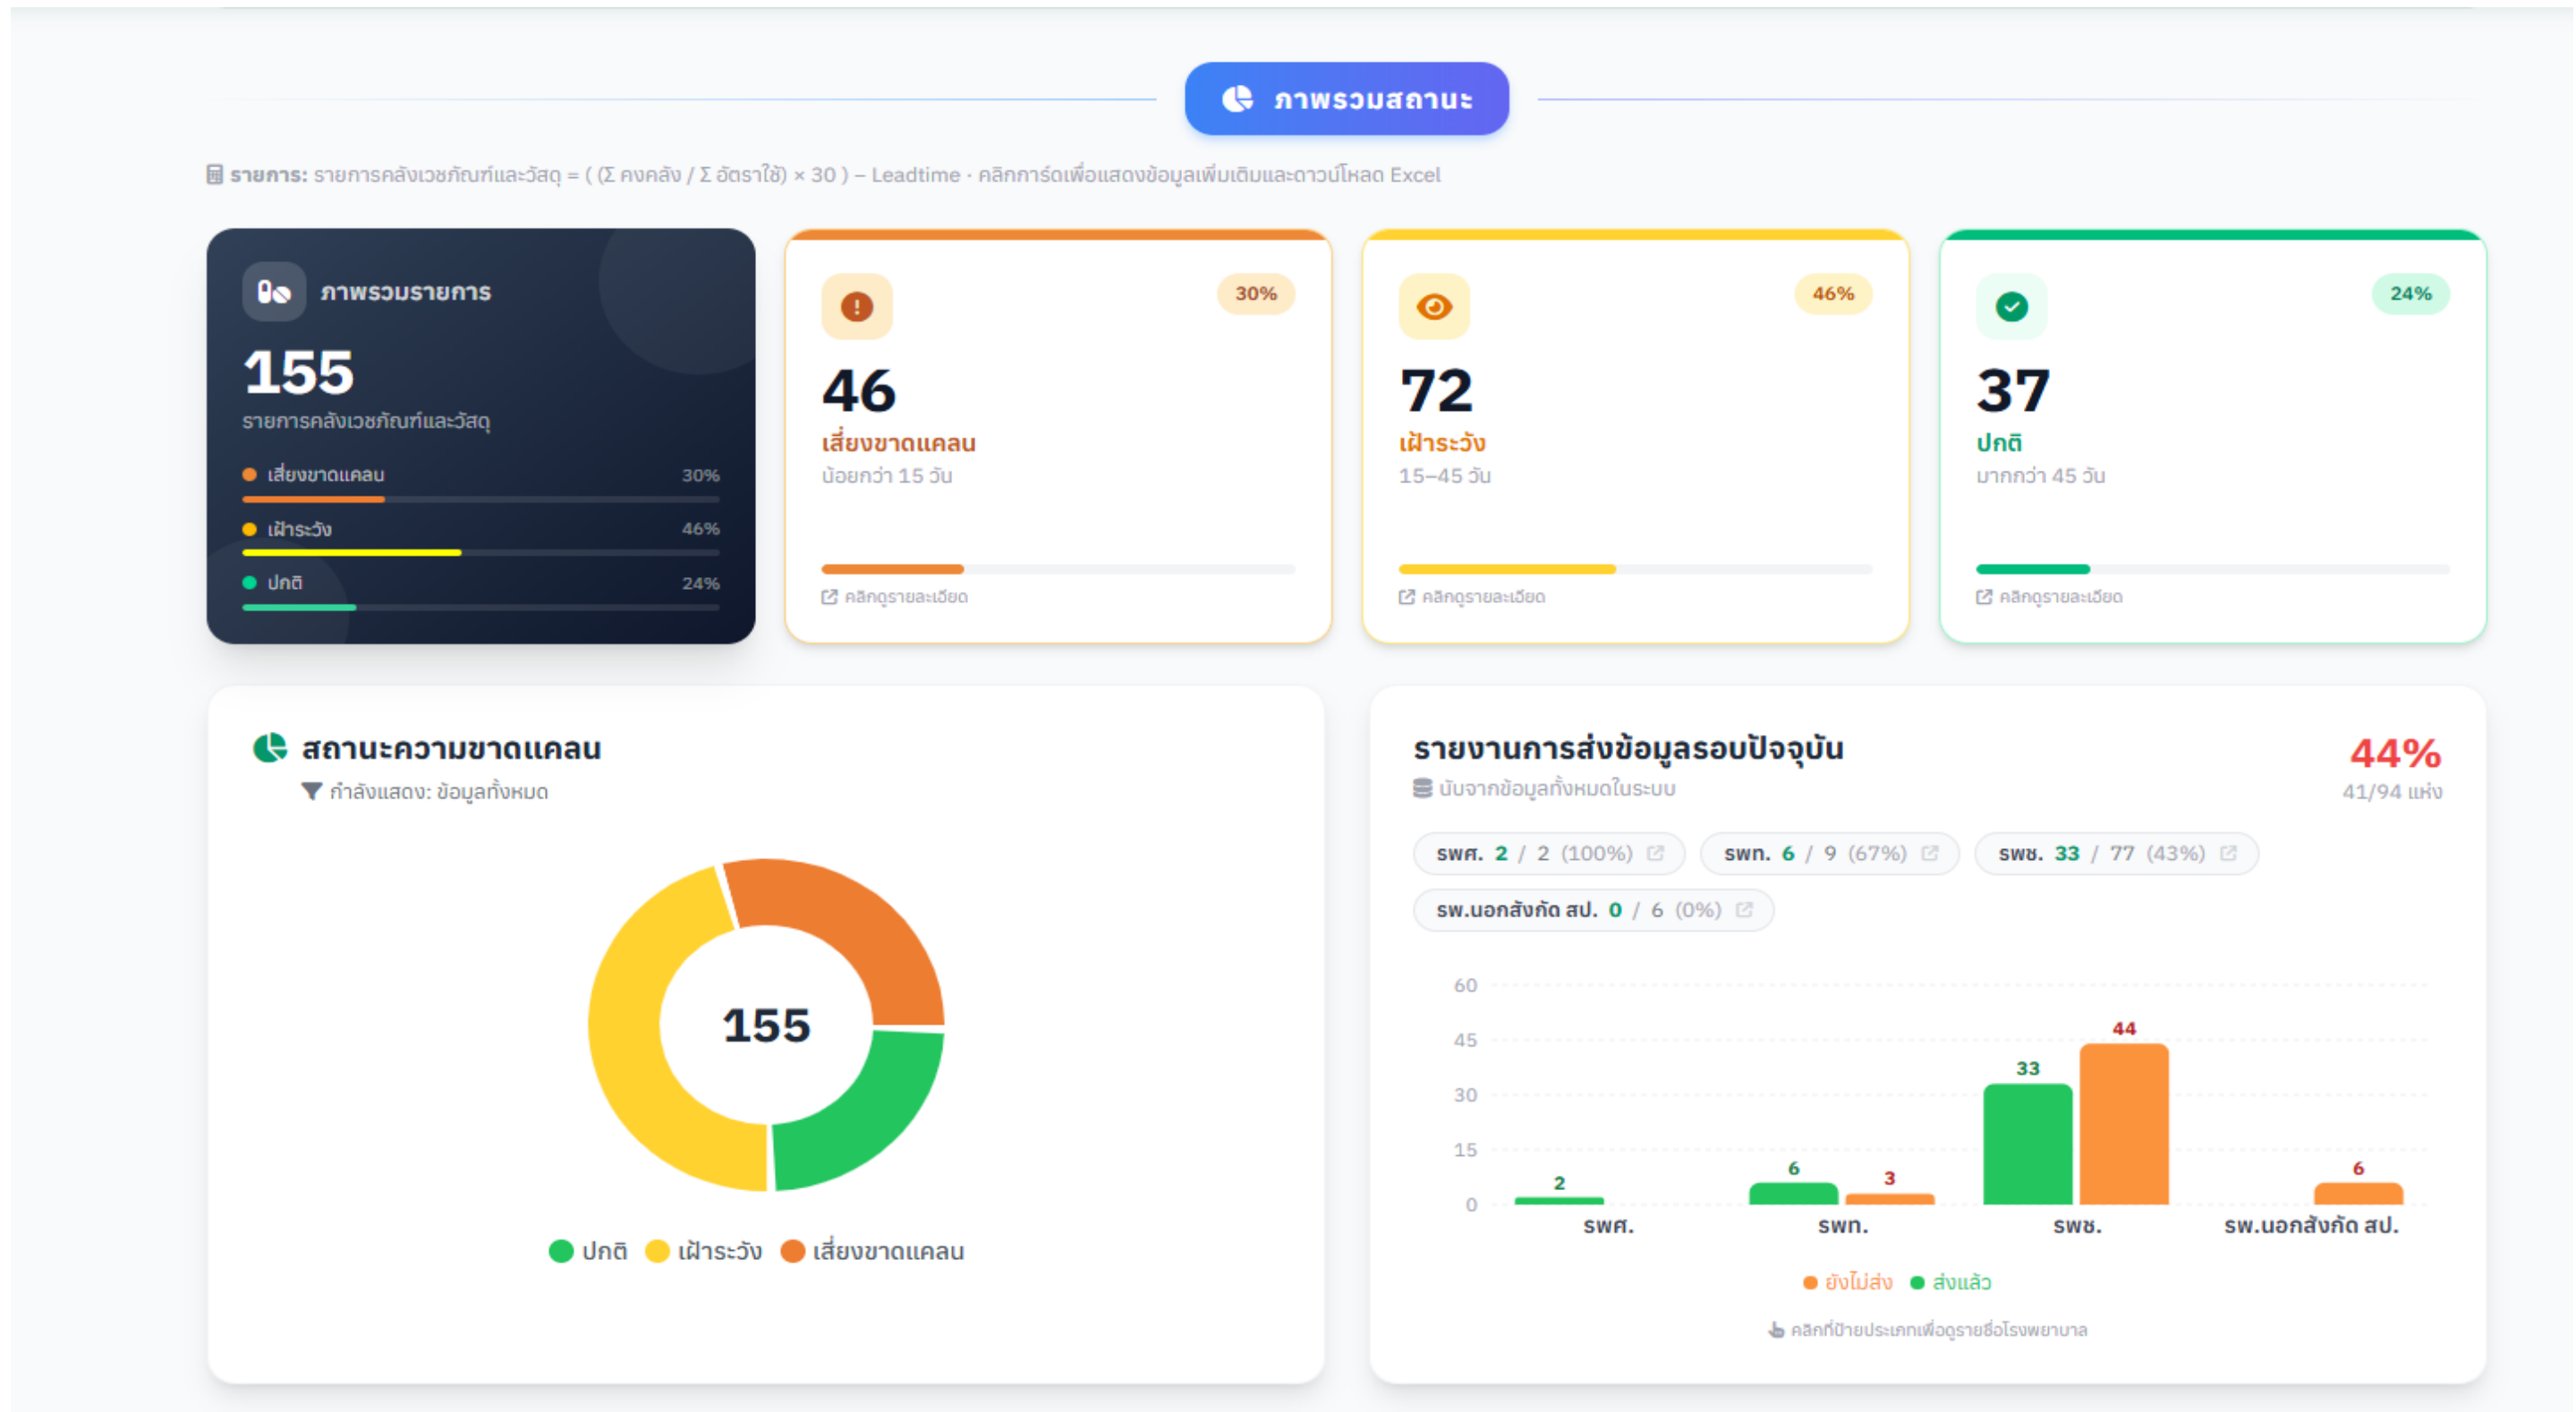 ภาพรวมสถานะ
รายการ: รายการคลังเวชภัณฑ์และวัสดุ = ( (Σ คงคลัง / Σ อัตราใช้) × 30 ) – Leadtime · คลิกการ์ดเพื่อแสดงข้อมูลเพิ่มเติมและดาวน์โหลด Excel
ภาพรวมรายการ
155
รายการคลังเวชภัณฑ์และวัสดุ
เสี่ยงขาดแคลน 30%
เฝ้าระวัง 46%
ปกติ 24%
30%
46
เสี่ยงขาดแคลน
น้อยกว่า 15 วัน
คลิกดูรายละเอียด
46%
72
เฝ้าระวัง
15–45 วัน
คลิกดูรายละเอียด
24%
37
ปกติ
มากกว่า 45 วัน
คลิกดูรายละเอียด
สถานะความขาดแคลน
กำลังแสดง: ข้อมูลทั้งหมด
155
ปกติ เฝ้าระวัง เสี่ยงขาดแคลน
รายงานการส่งข้อมูลรอบปัจจุบัน
44%
นับจากข้อมูลทั้งหมดในระบบ
41/94 แห่ง
รพศ. 2 / 2 (100%) รพท. 6 / 9 (67%) รพช. 33 / 77 (43%)
รพ.นอกสังกัด สป. 0 / 6 (0%)
60
45
30
15
0
2
6
3
33
44
6
รพศ. รพท. รพช. รพ.นอกสังกัด สป.
ยังไม่ส่ง ส่งแล้ว
คลิกที่ป้ายประเภทเพื่อดูรายชื่อโรงพยาบาล